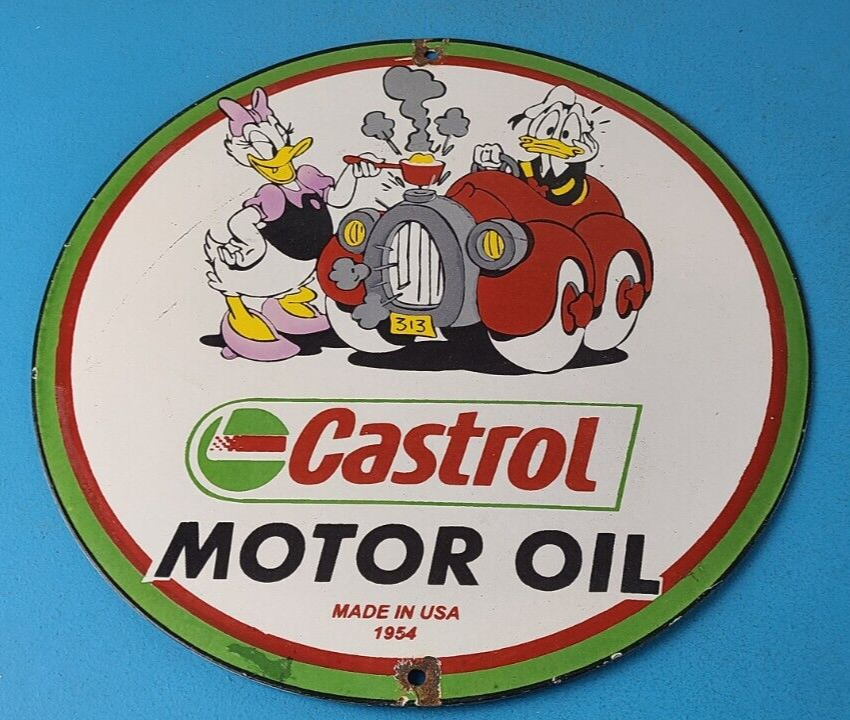 313
Castrol
MOTOR OIL
MADE IN USA
1954